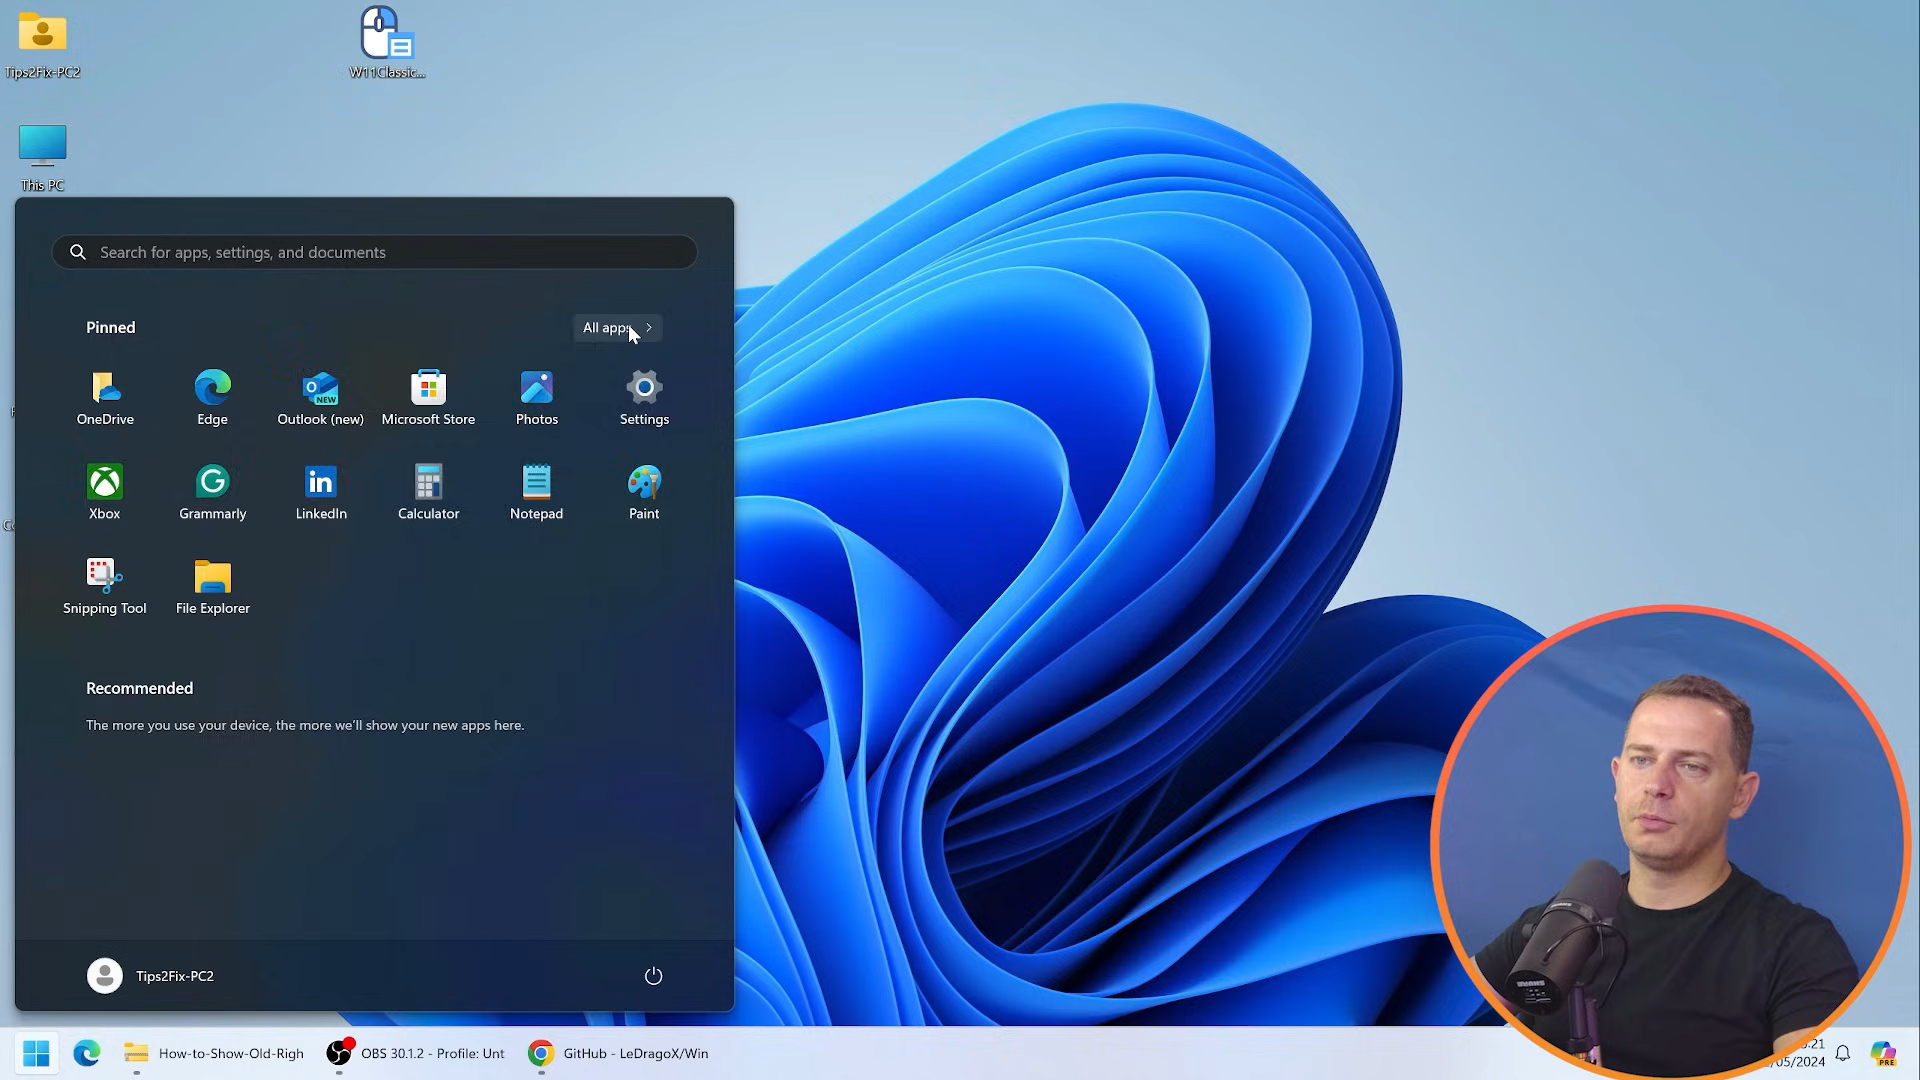 Tips2Fix-PC2
W11Classic...
This PC
Search for apps, settings, and documents
Pinned
All apps
OneDrive
Edge
Outlook (new)
Microsoft Store
Photos
Settings
NEW
Xbox
Grammarly
LinkedIn
Calculator
Notepad
Paint
Snipping Tool
File Explorer
Recommended
The more you use your device, the more we'll show your new apps here.
Tips2Fix-PC2
How-to-Show-Old-Righ
OBS 30.1.2 - Profile: Unt
GitHub - LeDragoX/Win
/05/2024
PRE